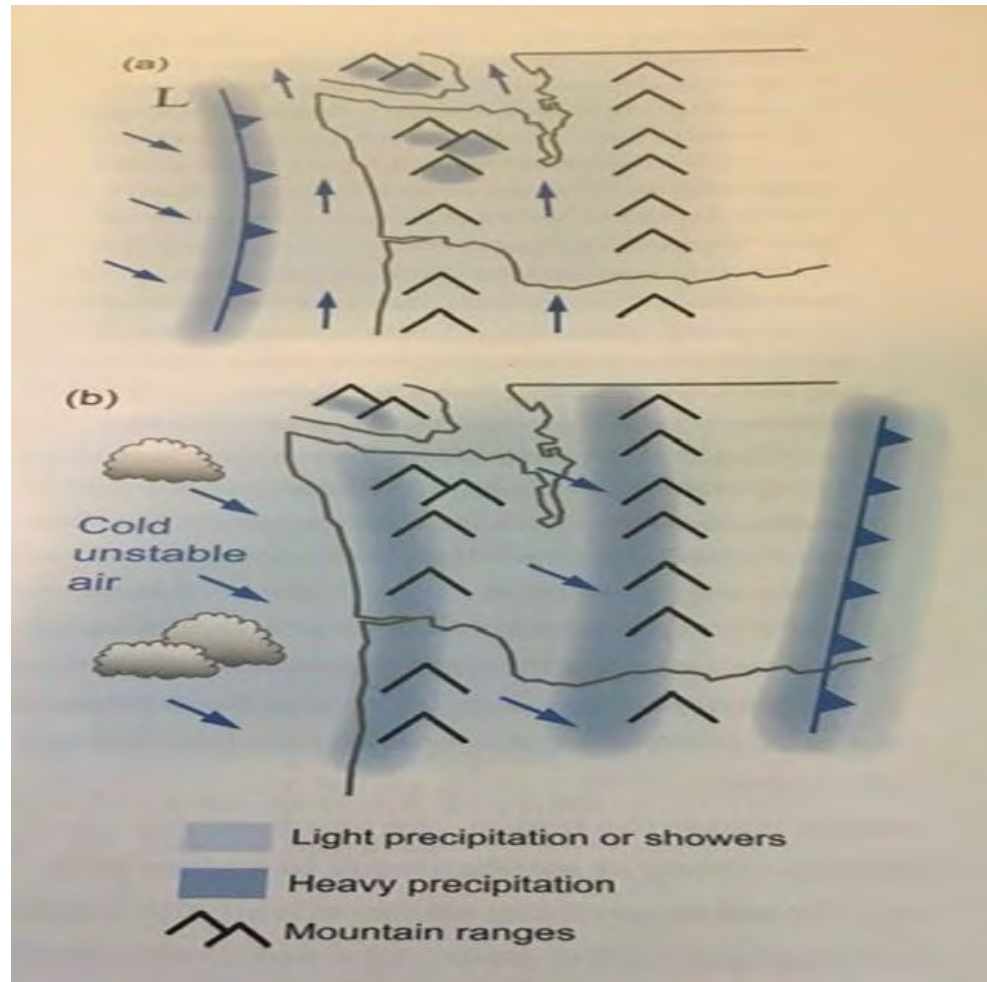 (a)
L
(b)
Cold
unstable
air
Light precipitation or showers
Heavy precipitation
Mountain ranges